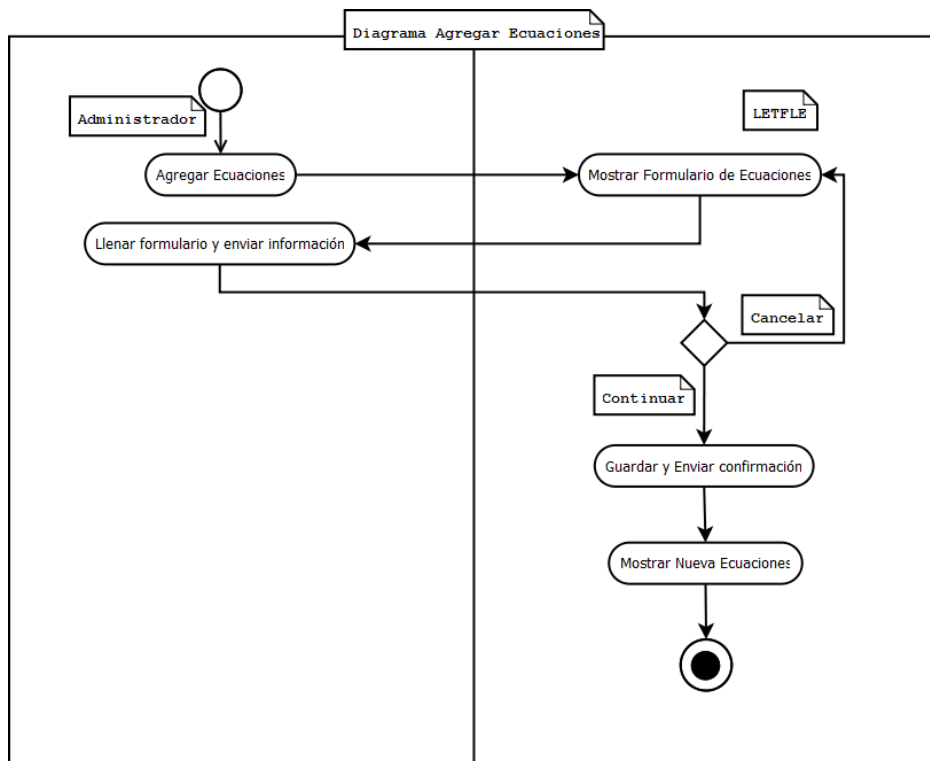 Diagrama Agregar Ecuaciones
Administrador
LETFLE
Agregar Ecuaciones
Mostrar Formulario de Ecuaciones
Llenar formulario y enviar información
Cancelar
Continuar
Guardar y Enviar confirmación
Mostrar Nueva Ecuaciones